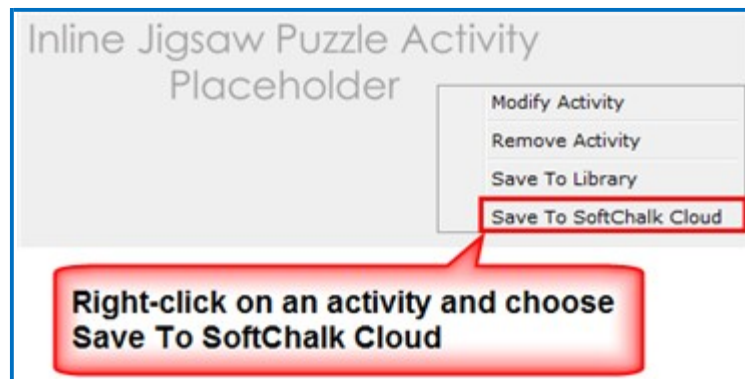 Inline Jigsaw Puzzle Activity
Placeholder
Modify Activity
Remove Activity
Save To Library
Save To SoftChalk Cloud
Right-click on an activity and choose
Save To SoftChalk Cloud